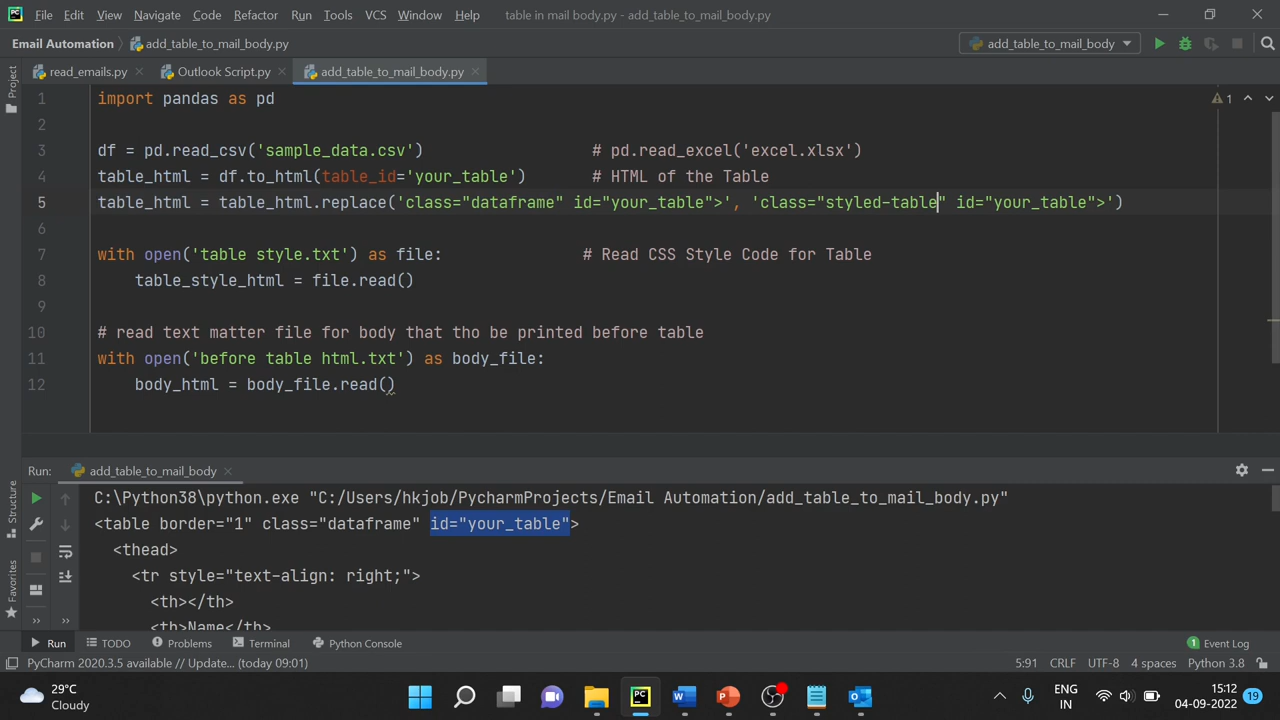 File Edit View Navigate Code Refactor Run Tools VCS Window Help table in mail body.py - add_table_to_mail_body.py
Email Automation add_table_to_mail_body.py add_table_to_mail_body
read_emails.py Outlook Script.py add_table_to_mail_body.py
Project
1 import pandas as pd 1
2
3 df = pd.read_csv('sample_data.csv') # pd.read_excel('excel.xlsx')
4 table_html = df.to_html(table_id='your_table') # HTML of the Table
5 table_html = table_html.replace('class="dataframe" id="your_table">', 'class="styled-table" id="your_table">')
6
7 with open('table style.txt') as file: # Read CSS Style Code for Table
8 table_style_html = file.read()
9
10 # read text matter file for body that tho be printed before table
11 with open('before table html.txt') as body_file:
12 body_html = body_file.read()
Run: add_table_to_mail_body
Structure
Favorites
C:\Python38\python.exe "C:/Users/hkjob/PycharmProjects/Email Automation/add_table_to_mail_body.py"
<table border="1" class="dataframe" id="your_table">
<thead>
<tr style="text-align: right;">
<th></th>
<th>Name</th>
Run TODO Problems Terminal Python Console 1 Event Log
PyCharm 2020.3.5 available // Update... (today 09:01) 5:91 CRLF UTF-8 4 spaces Python 3.8
29°C
Cloudy
ENG
IN
15:12
04-09-2022
19